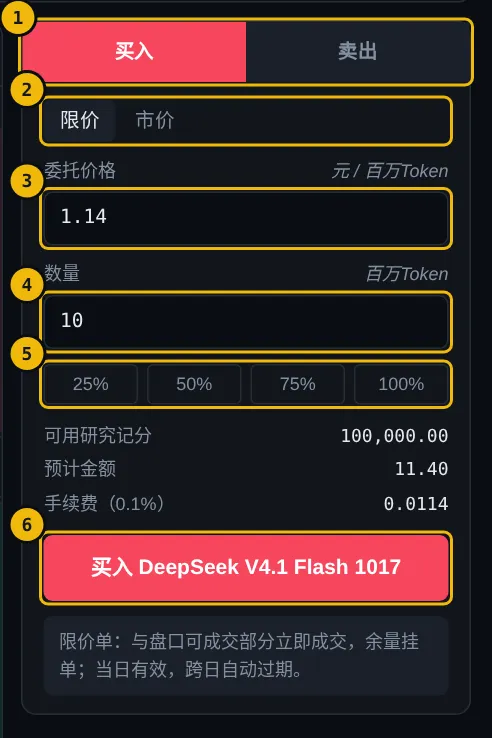 1
买入 卖出
2
限价 市价
3
委托价格 元 / 百万Token
1.14
4
数量 百万Token
10
5
25% 50% 75% 100%
可用研究记分 100,000.00
预计金额 11.40
手续费（0.1%） 0.0114
6
买入 DeepSeek V4.1 Flash 1017
限价单：与盘口可成交部分立即成交，余量挂
单；当日有效，跨日自动过期。